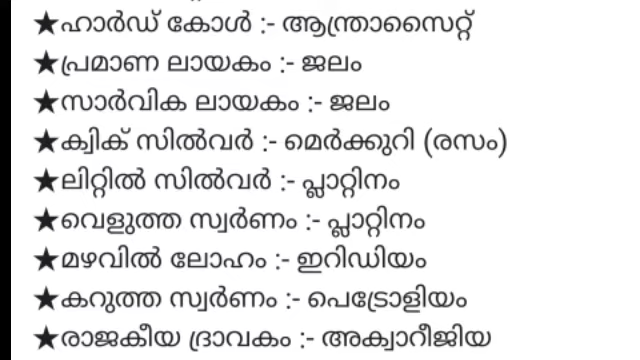 ★ഹാർഡ് കോൾ :- ആന്ത്രാസൈറ്റ്
★പ്രമാണ ലായകം :- ജലം
★സാർവിക ലായകം :- ജലം
★ക്വിക് സിൽവർ :- മെർക്കുറി (രസം)
★ലിറ്റിൽ സിൽവർ :- പ്ലാറ്റിനം
★വെളുത്ത സ്വർണം :- പ്ലാറ്റിനം
★മഴവിൽ ലോഹം :- ഇറിഡിയം
★കറുത്ത സ്വർണം :- പെട്രോളിയം
★രാജകീയ ദ്രാവകം :- അക്വാറീജിയ